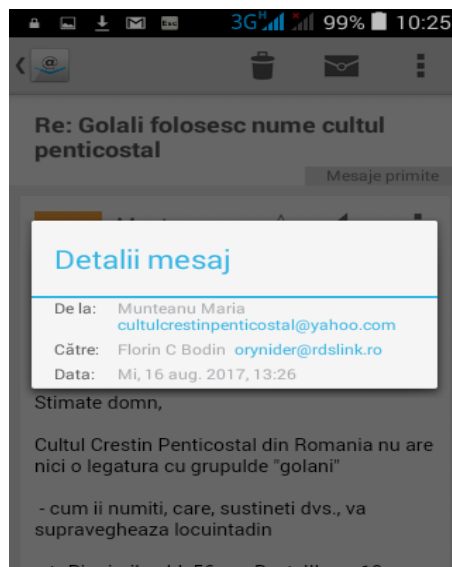 Esc 3G H 99% 10:25
Re: Golali folosesc nume cultul
penticostal
Mesaje primite
Detalii mesaj
De la: Munteanu Maria
cultulcrestinpenticostal@yahoo.com
Către: Florin C Bodin orynider@rdslink.ro
Data: Mi, 16 aug. 2017, 13:26
Stimate domn,
Cultul Crestin Penticostal din Romania nu are
nici o legatura cu grupulde "golani"
- cum ii numiti, care, sustineti dvs., va
supravegheaza locuintadin